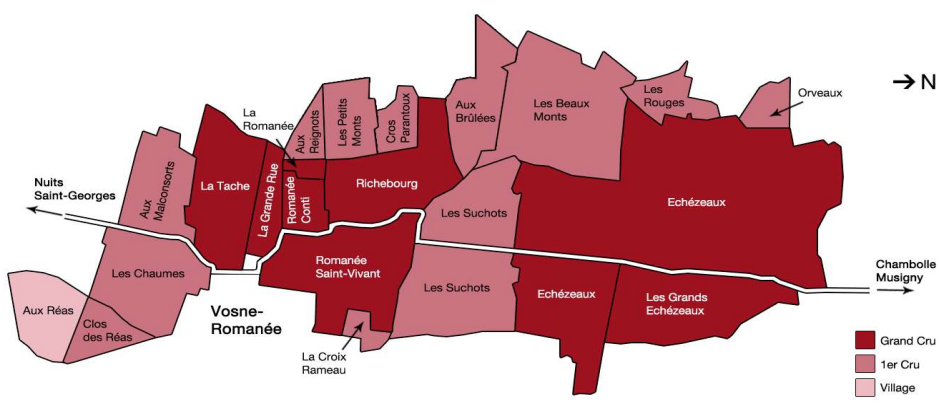 → N
Orveaux
Les
Rouges
Les Beaux
Monts
Aux
Brûlées
Cros
Parantoux
Les Petits
Monts
Aux
Reignots
La
Romanée
Aux
Malconsorts
La Tache
La Grande Rue
Romanée
Conti
Richebourg
Les Suchots
Echézeaux
Nuits
Saint-Georges
Les Chaumes
Romanée
Saint-Vivant
Les Suchots
Echézeaux
Les Grands
Echézeaux
Chambolle
Musigny
Aux Réas
Clos
des Réas
Vosne-
Romanée
La Croix
Rameau
Grand Cru
1er Cru
Village